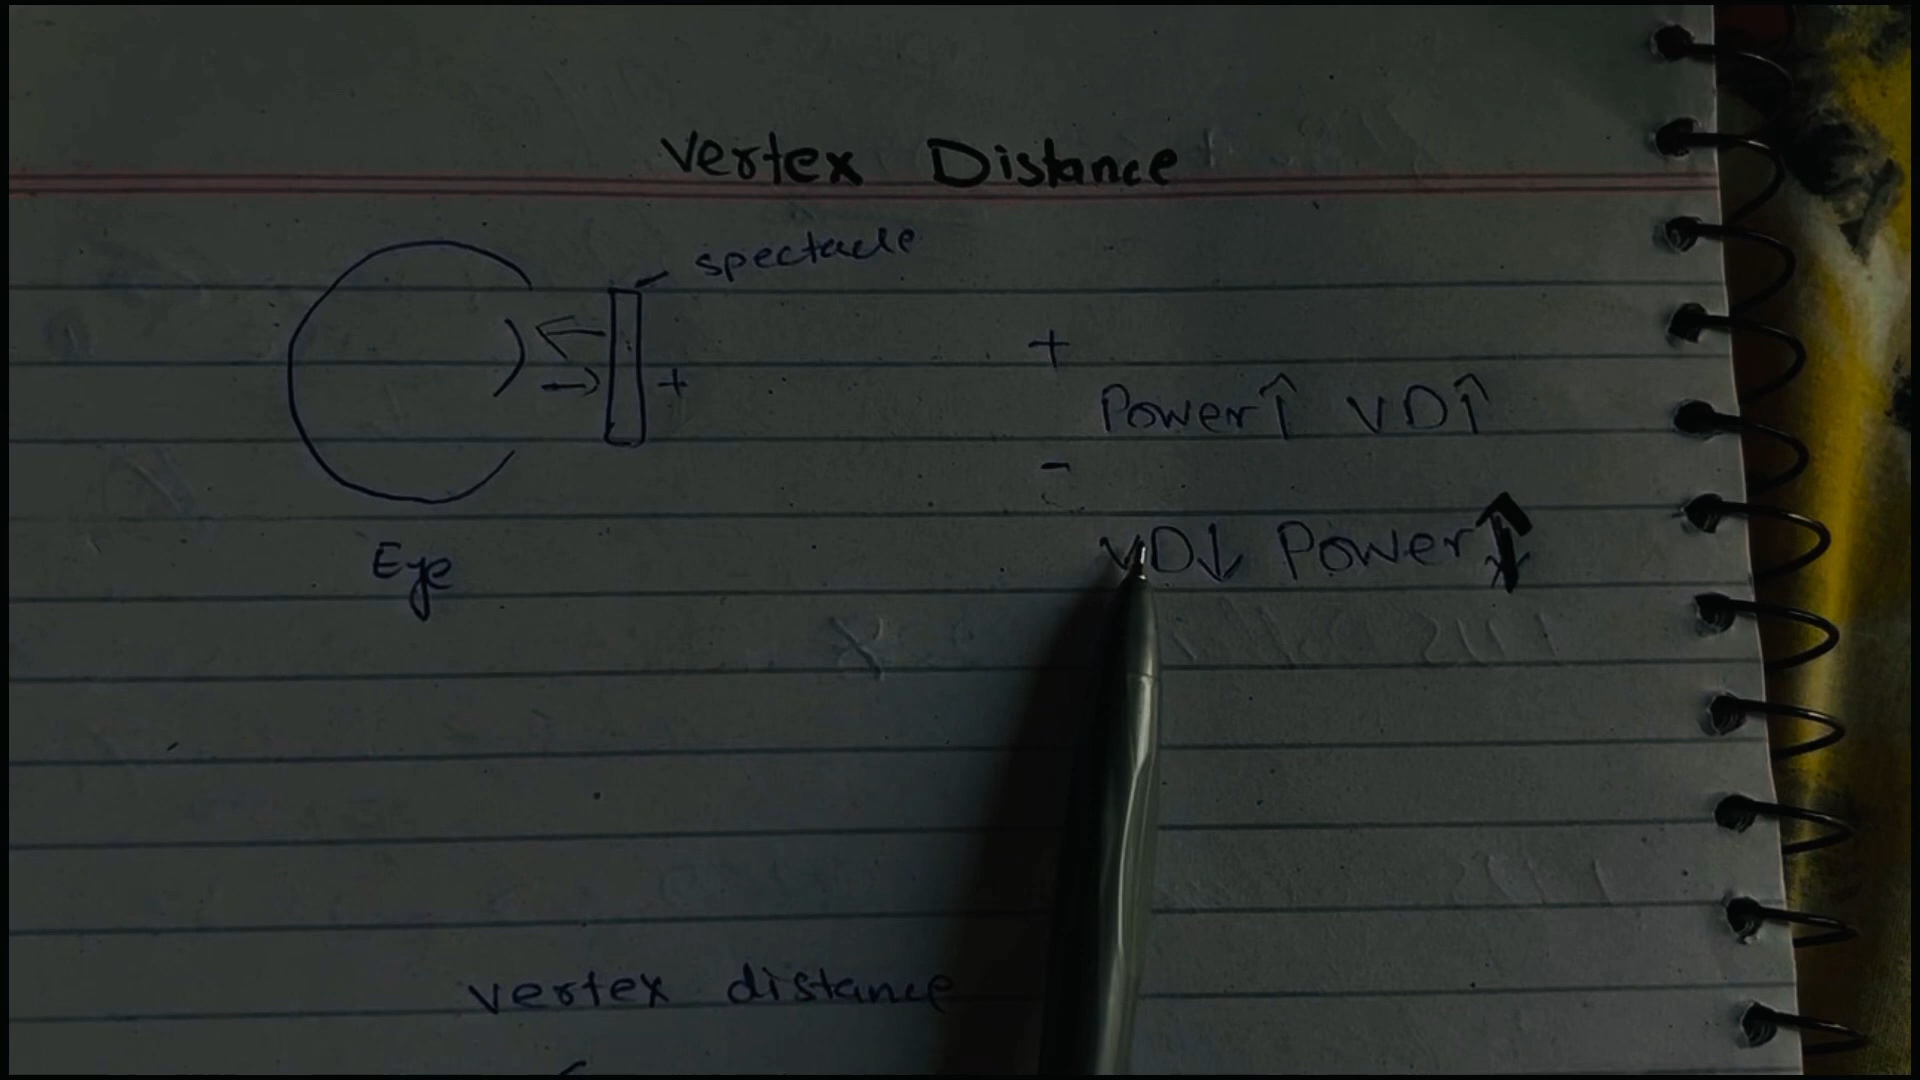 Vertex Distance
spectacle
+
+
Power↑ VD↑
-
VD↓ Power↑
Eye
vertex distance